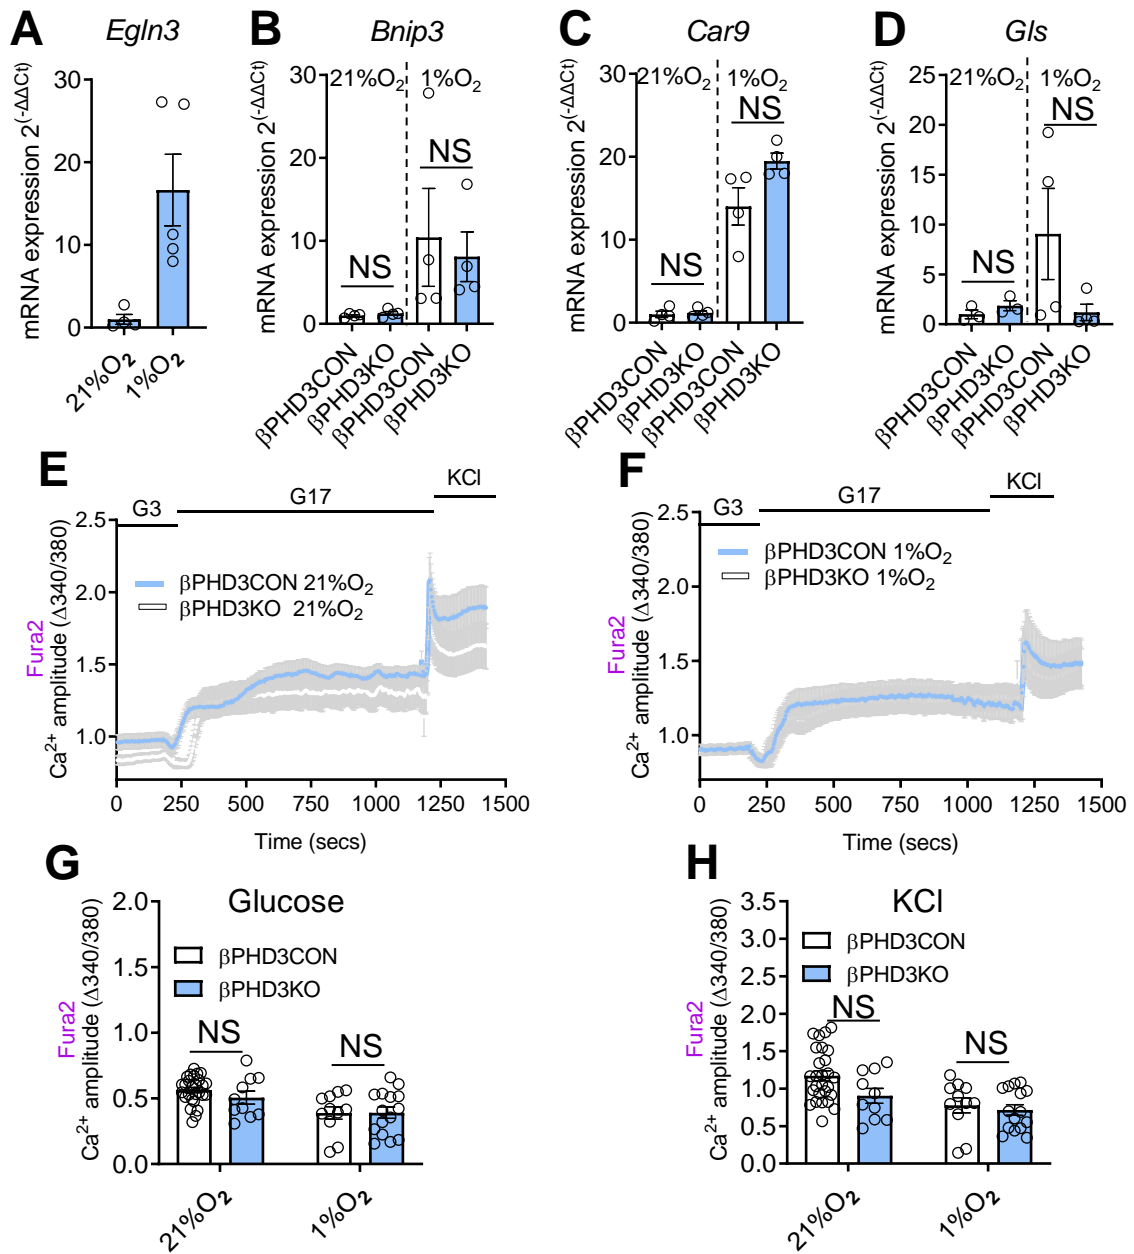 A
Egln3
mRNA expression 2(-ΔΔCt)
30
20
10
0
21%O2
1%O2
B
Bnip3
mRNA expression 2(-ΔΔCt)
30
20
10
0
21%O2
1%O2
NS
NS
βPHD3CON
βPHD3KO
βPHD3CON
βPHD3KO
C
Car9
mRNA expression 2(-ΔΔCt)
30
20
10
0
21%O2
1%O2
NS
NS
βPHD3CON
βPHD3KO
βPHD3CON
βPHD3KO
D
Gls
mRNA expression 2(-ΔΔCt)
25
20
15
10
5
0
21%O2
1%O2
NS
NS
βPHD3CON
βPHD3KO
βPHD3CON
βPHD3KO
E
G3
G17
KCl
Fura2
Ca2+ amplitude (Δ340/380)
2.5
2.0
1.5
1.0
βPHD3CON 21%O2
βPHD3KO 21%O2
0
250
500
750
1000
1250
1500
Time (secs)
F
G3
G17
KCl
Fura2
Ca2+ amplitude (Δ340/380)
2.5
2.0
1.5
1.0
βPHD3CON 1%O2
βPHD3KO 1%O2
0
250
500
750
1000
1250
1500
Time (secs)
G
Glucose
Fura2
Ca2+ amplitude (Δ340/380)
2.0
1.5
1.0
0.5
0.0
βPHD3CON
βPHD3KO
NS
NS
21%O2
1%O2
H
KCl
Fura2
Ca2+ amplitude (Δ340/380)
3.5
3.0
2.5
2.0
1.5
1.0
0.5
0.0
βPHD3CON
βPHD3KO
NS
NS
21%O2
1%O2